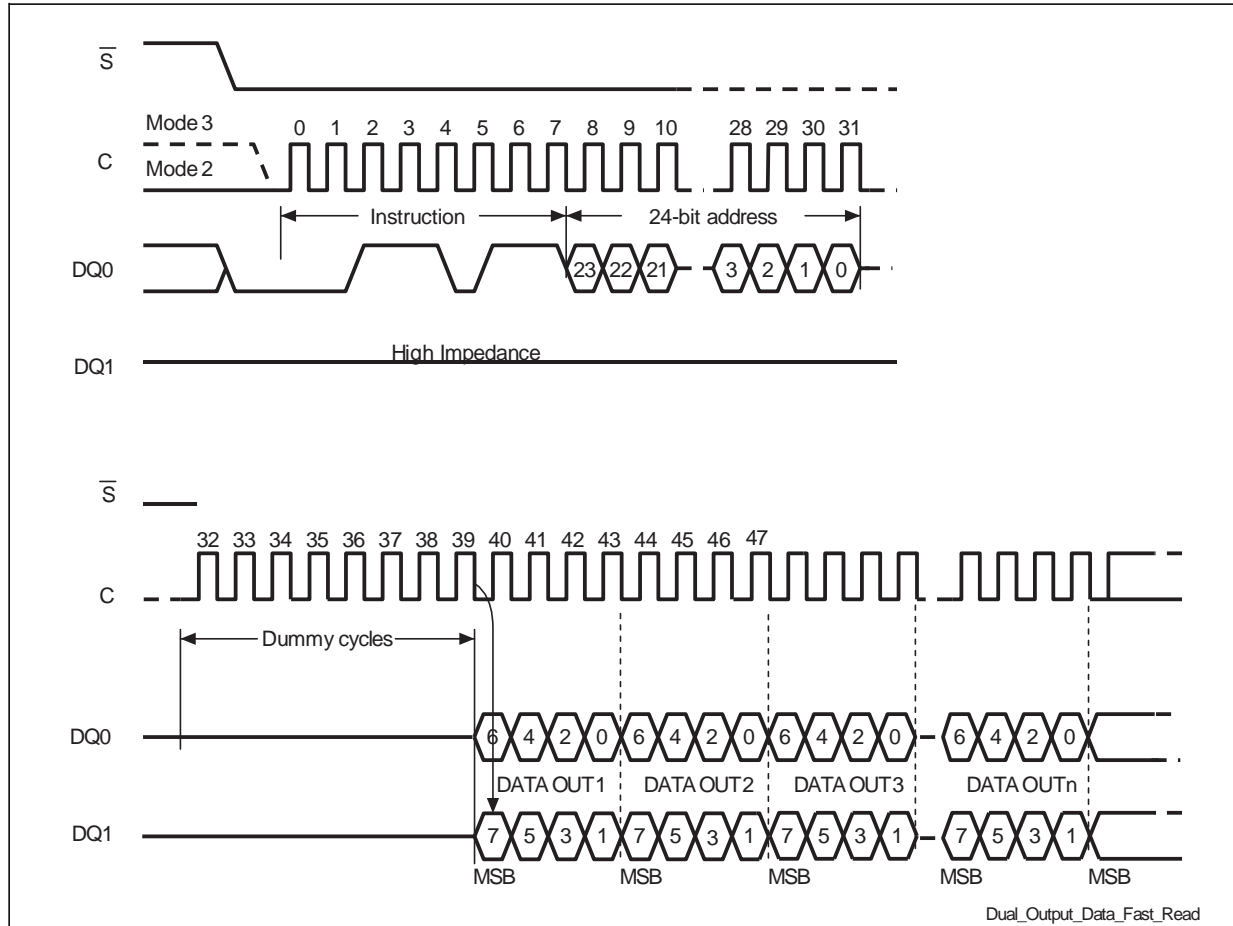 S
Mode 3
0 1 2 3 4 5 6 7 8 9 10 28 29 30 31
C
Mode 2
Instruction 24-bit address
DQ0 23 22 21 3 2 1 0
High Impedance
DQ1
S
32 33 34 35 36 37 38 39 40 41 42 43 44 45 46 47
C
Dummy cycles
DQ0 6 4 2 0 6 4 2 0 6 4 2 0 6 4 2 0
DATA OUT1 DATA OUT2 DATA OUT3 DATA OUTn
DQ1 7 5 3 1 7 5 3 1 7 5 3 1 7 5 3 1
MSB MSB MSB MSB MSB
Dual_Output_Data_Fast_Read